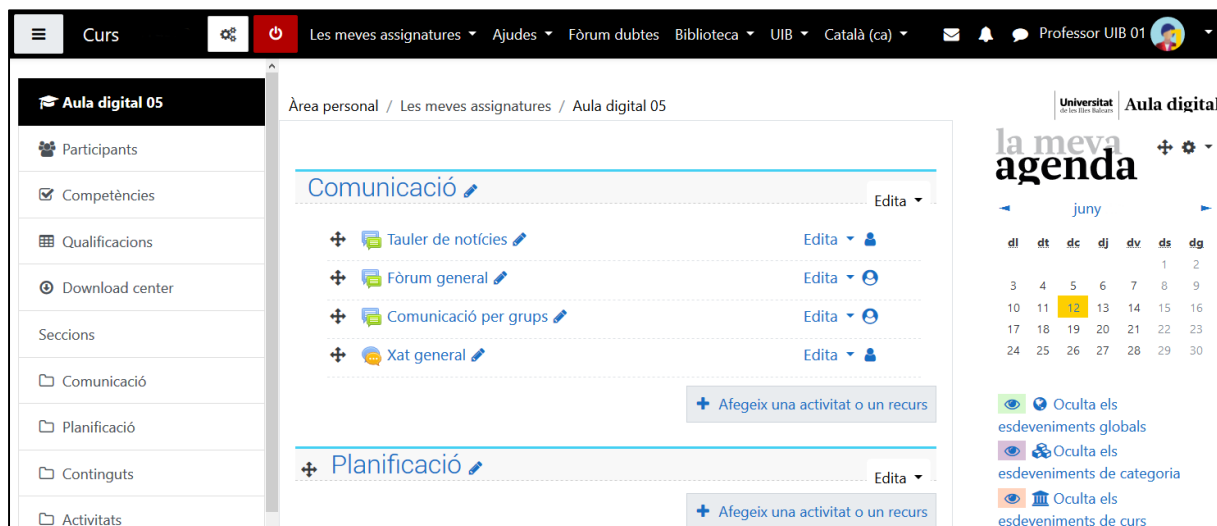 Curs
Les meves assignatures Ajudes Fòrum dubtes Biblioteca UIB Català (ca) Professor UIB 01
Aula digital 05
Participants
Competències
Qualificacions
Download center
Seccions
Comunicació
Planificació
Continguts
Activitats
Àrea personal / Les meves assignatures / Aula digital 05
Comunicació
Edita
Tauler de notícies Edita
Fòrum general Edita
Comunicació per grups Edita
Xat general Edita
Afegeix una activitat o un recurs
Planificació
Edita
Afegeix una activitat o un recurs
Universitat de les Illes Balears Aula digital
la meva
agenda
juny
dl dt dc dj dv ds dg
1 2
3 4 5 6 7 8 9
10 11 12 13 14 15 16
17 18 19 20 21 22 23
24 25 26 27 28 29 30
Oculta els
esdeveniments globals
Oculta els
esdeveniments de categoria
Oculta els
esdeveniments de curs